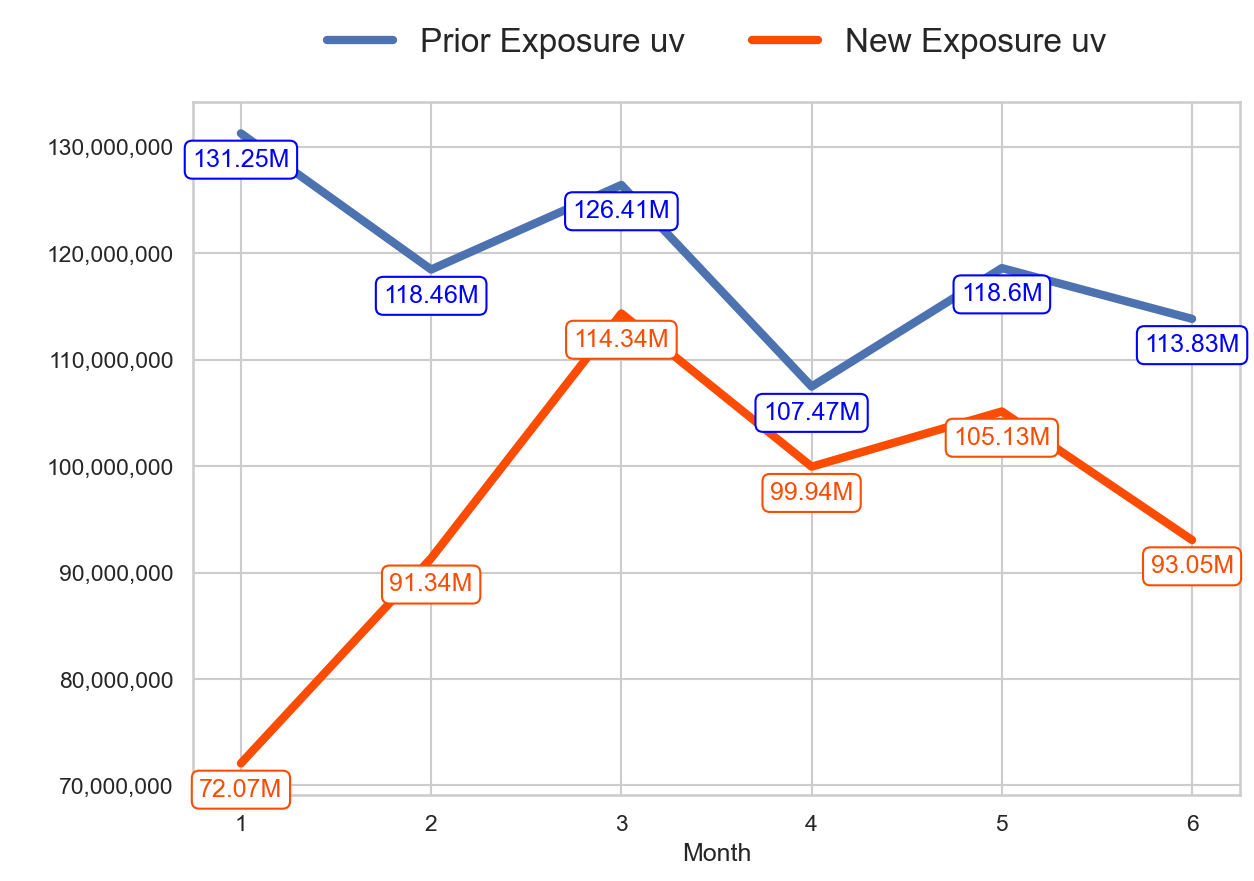 Prior Exposure uv New Exposure uv
130,000,000
131.25M
126.41M
120,000,000
118.46M
118.6M
114.34M
113.83M
110,000,000
107.47M
105.13M
100,000,000
99.94M
91.34M
93.05M
90,000,000
80,000,000
72.07M
70,000,000
1 2 3 4 5 6
Month